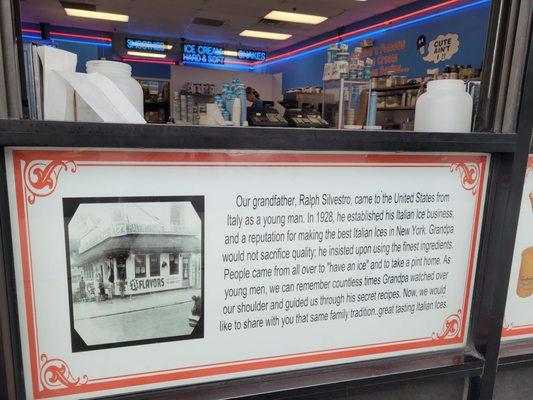 SMOOTHIE
ICE CREAM
HARD & SOFT
SHAKES
CUTE
AIN'T
Our grandfather, Ralph Silvestro, came to the United States from
Italy as a young man. In 1928, he established his Italian Ice business,
and a reputation for making the best Italian Ices in New York. Grandpa
would not sacrifice quality; he insisted upon using the finest ingredients.
People came from all over to "have an ice" and to take a pint home. As
young men, we can remember countless times Grandpa watched over
our shoulder and guided us through his secret recipes. Now, we would
like to share with you that same family tradition..great tasting Italian Ices.
FLAVORS